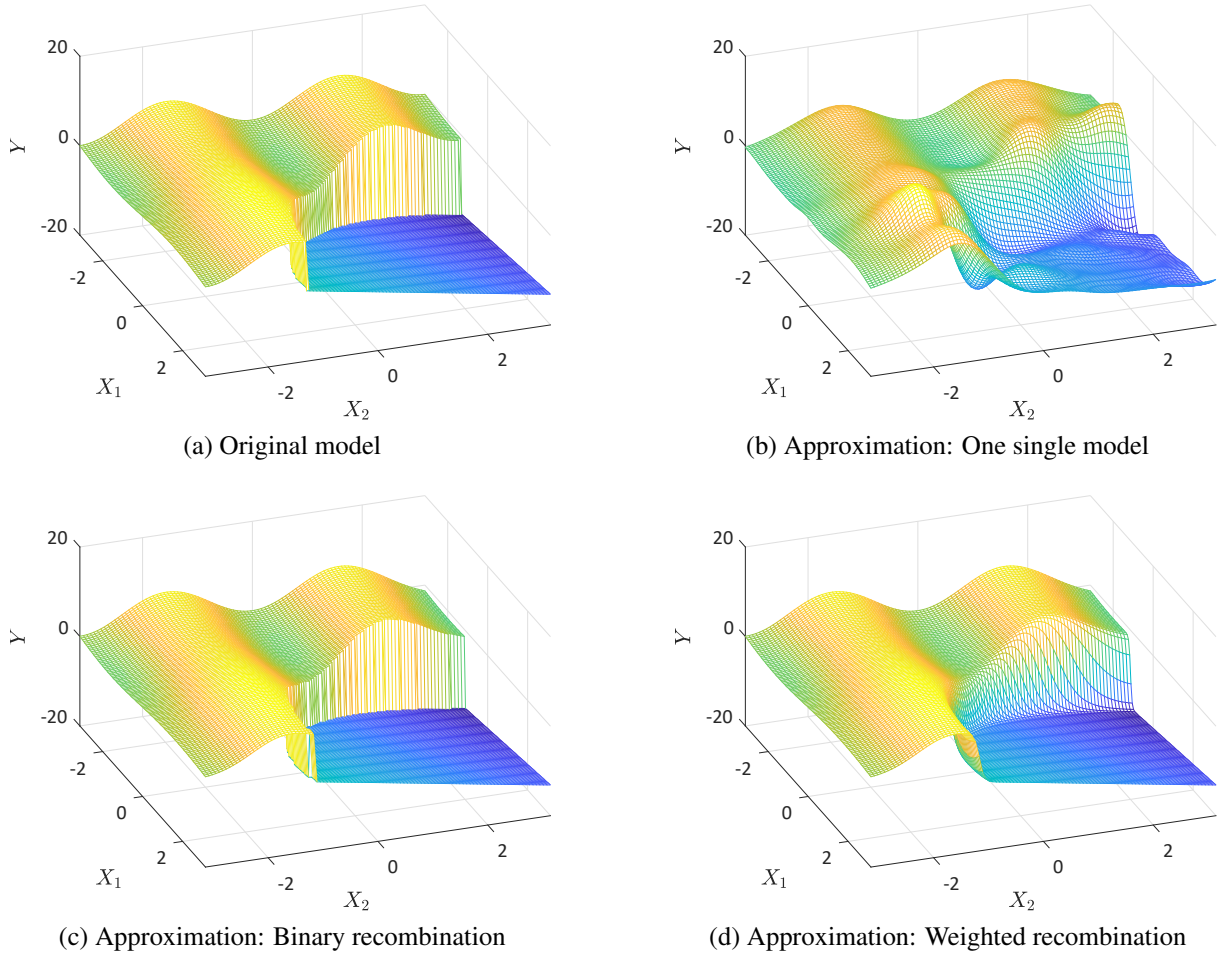 20
0
-20
Y
-2
0
2
X1
-2
0
2
X2
(a) Original model
20
0
-20
Y
-2
0
2
X1
-2
0
2
X2
(b) Approximation: One single model
20
0
-20
Y
-2
0
2
X1
-2
0
2
X2
(c) Approximation: Binary recombination
20
0
-20
Y
-2
0
2
X1
-2
0
2
X2
(d) Approximation: Weighted recombination